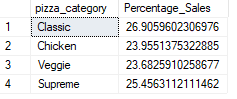 pizza_category Percentage_Sales
1 Classic 26.9059602306976
2 Chicken 23.9551375322885
3 Veggie 23.6825910258677
4 Supreme 25.4563112111462